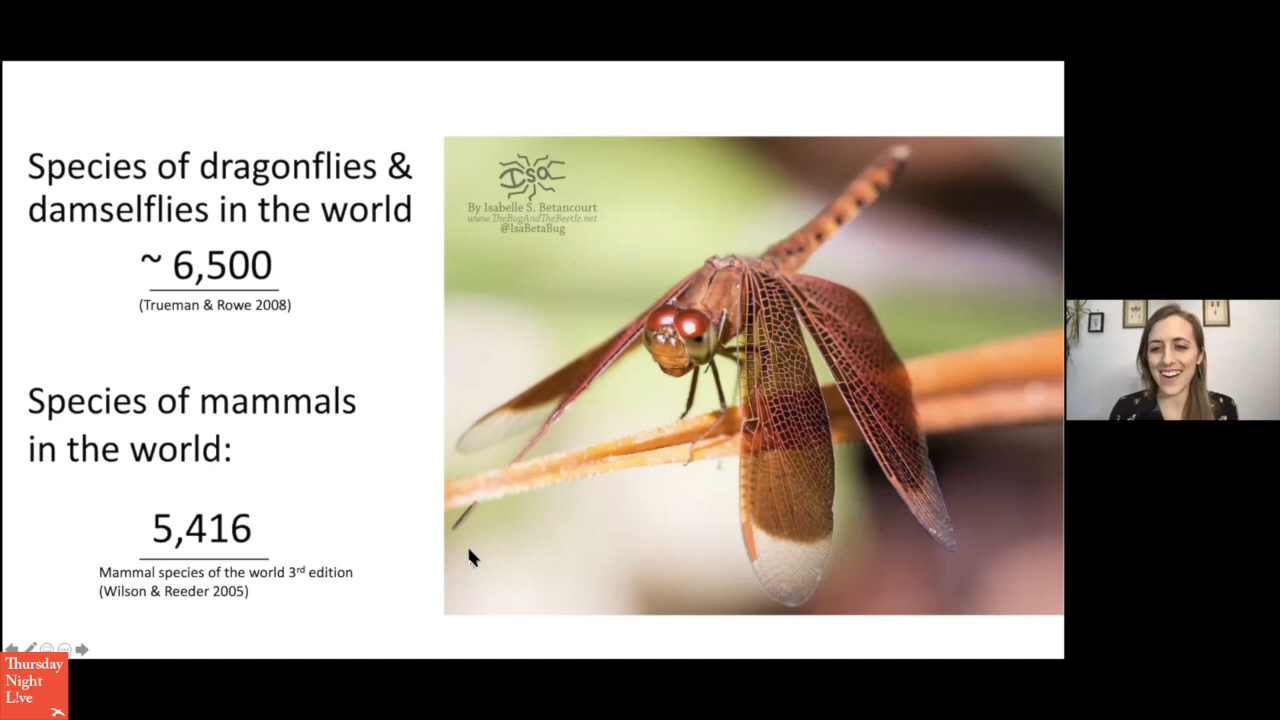 Species of dragonflies &
damselflies in the world
~ 6,500
(Trueman & Rowe 2008)
Species of mammals
in the world:
5,416
Mammal species of the world 3rd edition
(Wilson & Reeder 2005)
ISA
By Isabelle S. Betancourt
www.TheBugAndTheBeetle.net
@IsaBetaBug
Thursday
Night
L!ve